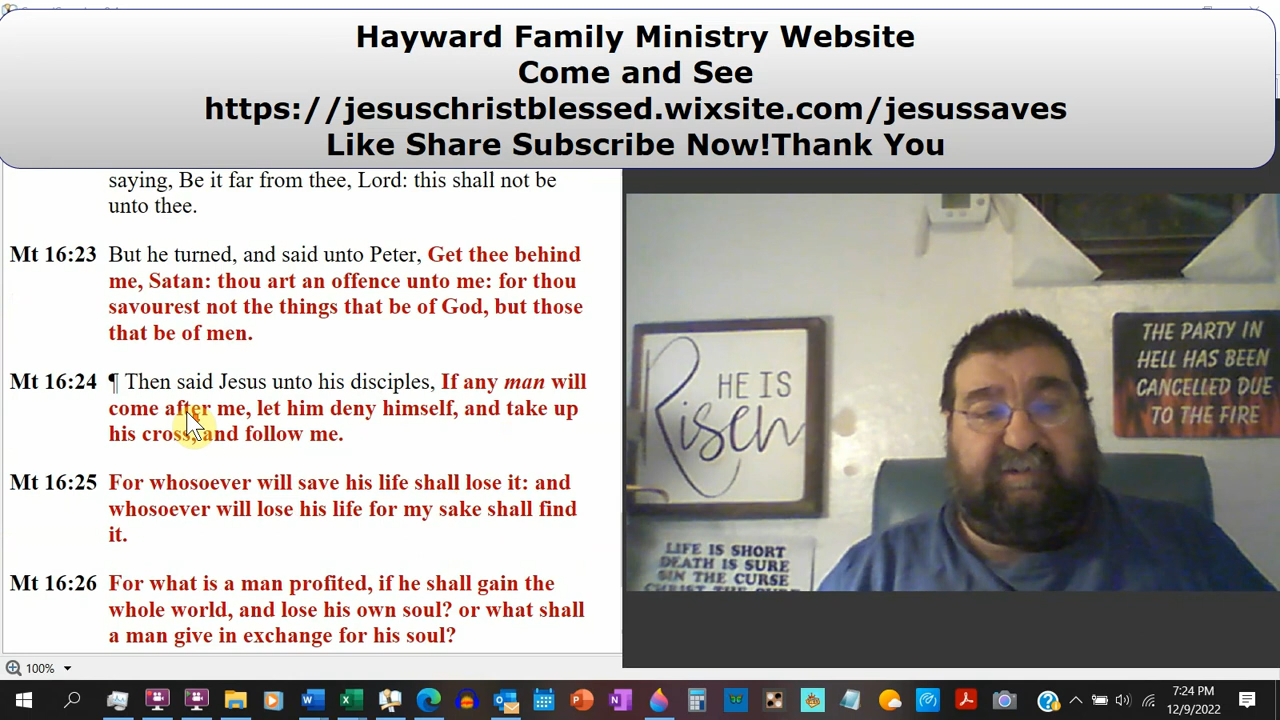 Hayward Family Ministry Website
Come and See
https://jesuschristblessed.wixsite.com/jesussaves
Like Share Subscribe Now!Thank You
saying, Be it far from thee, Lord: this shall not be
unto thee.
Mt 16:23 But he turned, and said unto Peter, Get thee behind
me, Satan: thou art an offence unto me: for thou
savourest not the things that be of God, but those
that be of men.
Mt 16:24 ¶ Then said Jesus unto his disciples, If any man will
come after me, let him deny himself, and take up
his cross, and follow me.
Mt 16:25 For whosoever will save his life shall lose it: and
whosoever will lose his life for my sake shall find
it.
Mt 16:26 For what is a man profited, if he shall gain the
whole world, and lose his own soul? or what shall
a man give in exchange for his soul?
HE IS
Risen
THE PARTY IN
HELL HAS BEEN
CANCELLED DUE
TO THE FIRE
LIFE IS SHORT
DEATH IS SURE
SIN THE CURSE
100%
7:24 PM
12/9/2022